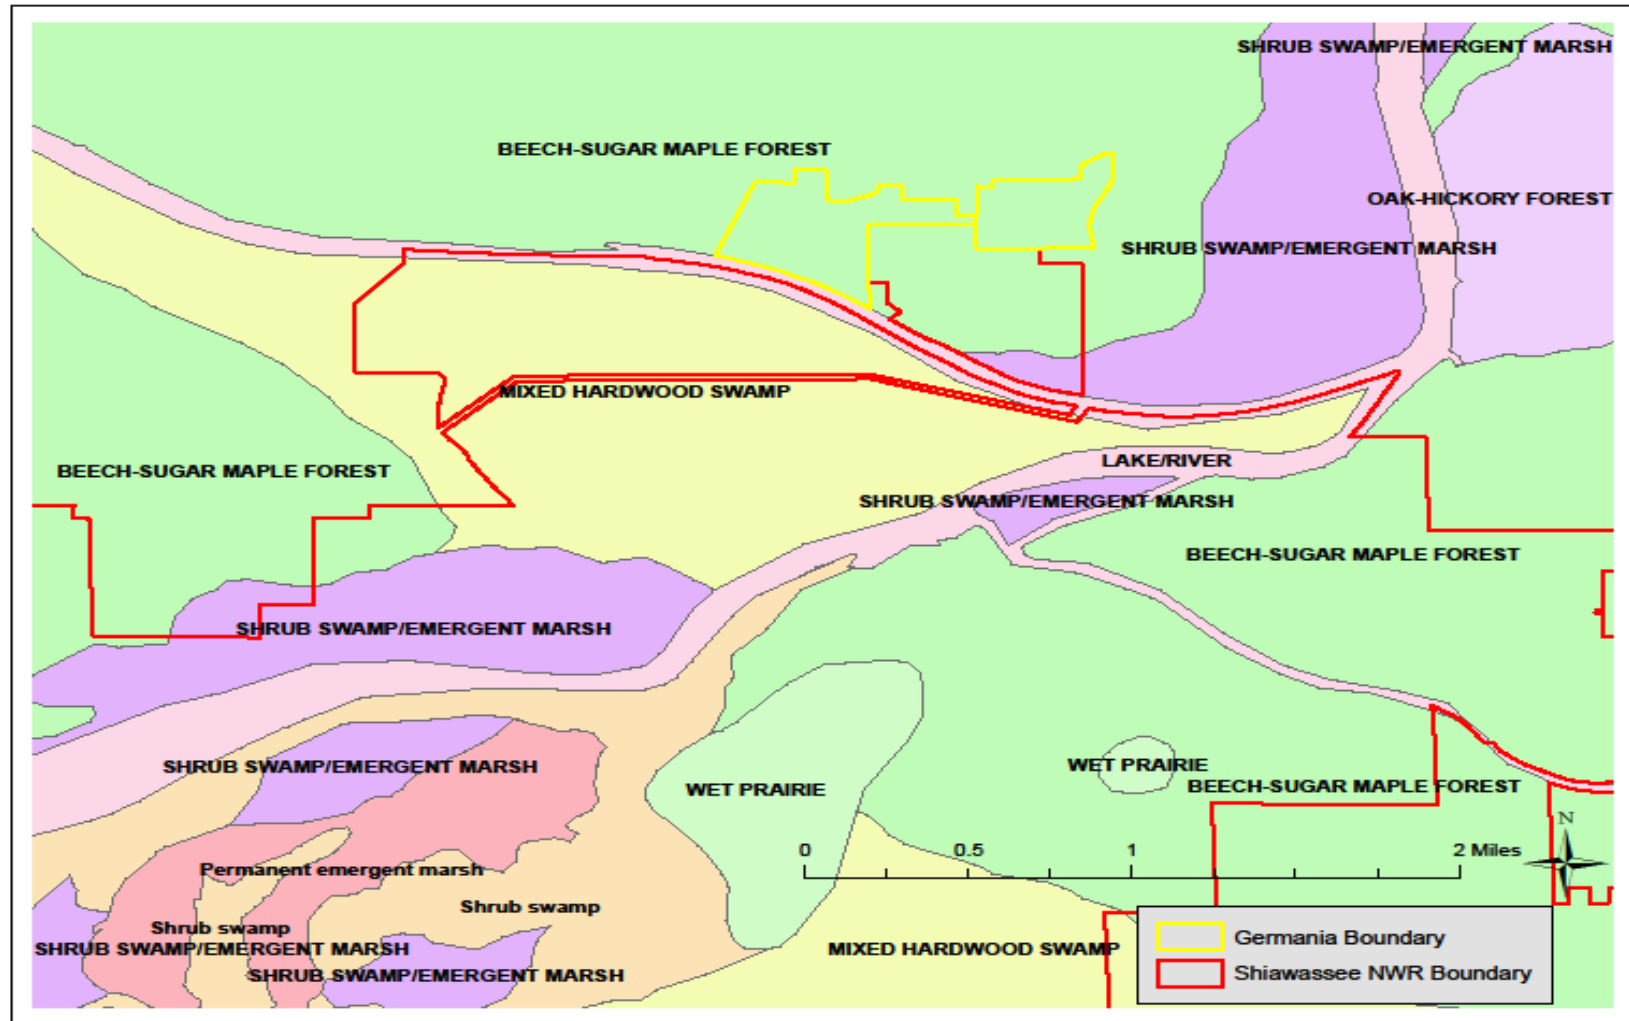 SHRUB SWAMP/EMERGENT MARSH
BEECH-SUGAR MAPLE FOREST
OAK-HICKORY FOREST
SHRUB SWAMP/EMERGENT MARSH
MIXED HARDWOOD SWAMP
LAKE/RIVER
BEECH-SUGAR MAPLE FOREST
SHRUB SWAMP/EMERGENT MARSH
BEECH-SUGAR MAPLE FOREST
SHRUB SWAMP/EMERGENT MARSH
SHRUB SWAMP/EMERGENT MARSH
WET PRAIRIE
WET PRAIRIE
BEECH-SUGAR MAPLE FOREST
N
0 0.5 1 2 Miles
Permanent emergent marsh
Shrub swamp
Shrub swamp
SHRUB SWAMP/EMERGENT MARSH
MIXED HARDWOOD SWAMP
SHRUB SWAMP/EMERGENT MARSH
Germania Boundary
Shiawassee NWR Boundary